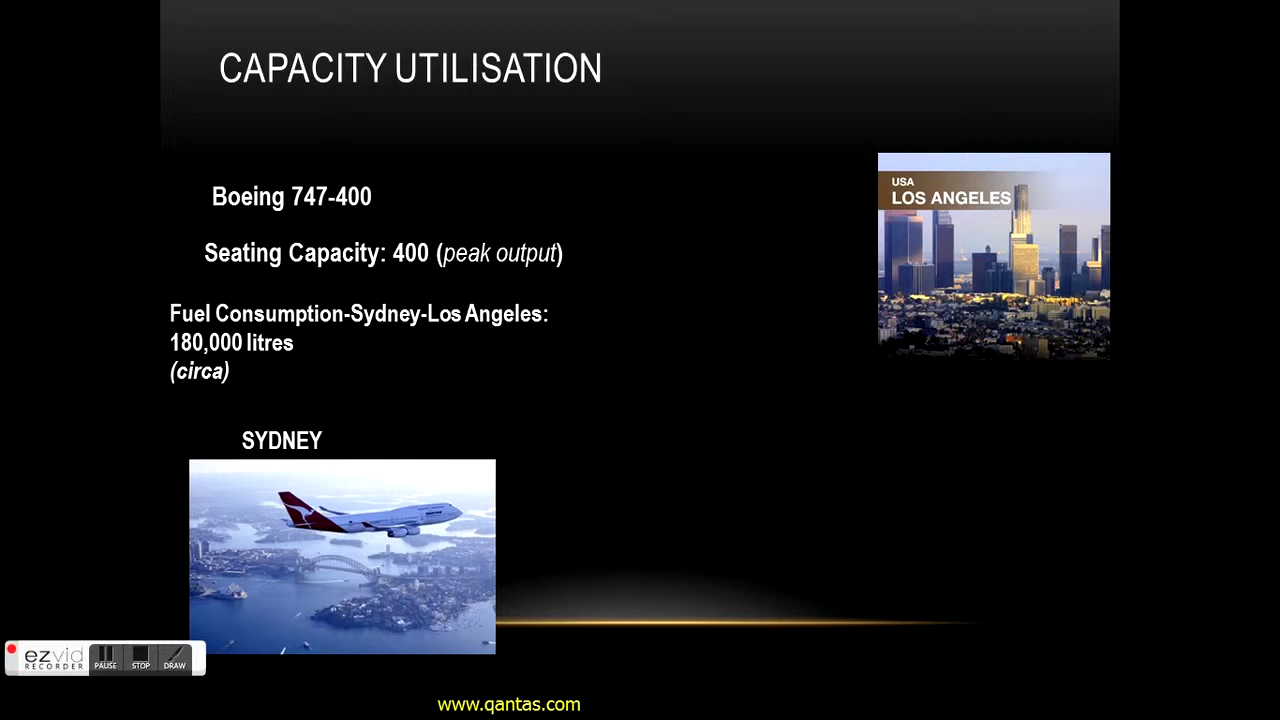 CAPACITY UTILISATION
Boeing 747-400
Seating Capacity: 400 (peak output)
Fuel Consumption-Sydney-Los Angeles:
180,000 litres
(circa)
USA
LOS ANGELES
SYDNEY
ezvid
RECORDER
PAUSE
STOP
DRAW
www.qantas.com